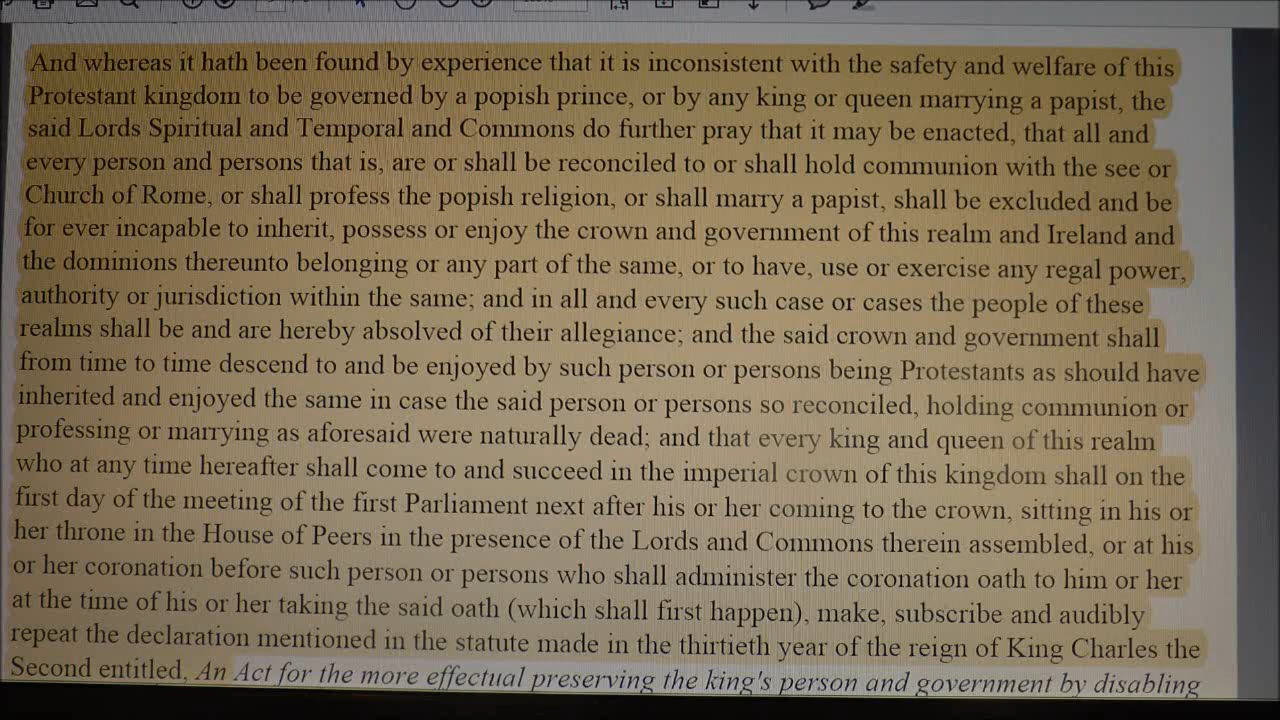 And whereas it hath been found by experience that it is inconsistent with the safety and welfare of this
Protestant kingdom to be governed by a popish prince, or by any king or queen marrying a papist, the
said Lords Spiritual and Temporal and Commons do further pray that it may be enacted, that all and
every person and persons that is, are or shall be reconciled to or shall hold communion with the see or
Church of Rome, or shall profess the popish religion, or shall marry a papist, shall be excluded and be
for ever incapable to inherit, possess or enjoy the crown and government of this realm and Ireland and
the dominions thereunto belonging or any part of the same, or to have, use or exercise any regal power,
authority or jurisdiction within the same; and in all and every such case or cases the people of these
realms shall be and are hereby absolved of their allegiance; and the said crown and government shall
from time to time descend to and be enjoyed by such person or persons being Protestants as should have
inherited and enjoyed the same in case the said person or persons so reconciled, holding communion or
professing or marrying as aforesaid were naturally dead; and that every king and queen of this realm
who at any time hereafter shall come to and succeed in the imperial crown of this kingdom shall on the
first day of the meeting of the first Parliament next after his or her coming to the crown, sitting in his or
her throne in the House of Peers in the presence of the Lords and Commons therein assembled, or at his
or her coronation before such person or persons who shall administer the coronation oath to him or her
at the time of his or her taking the said oath (which shall first happen), make, subscribe and audibly
repeat the declaration mentioned in the statute made in the thirtieth year of the reign of King Charles the
Second entitled, An Act for the more effectual preserving the king's person and government by disabling